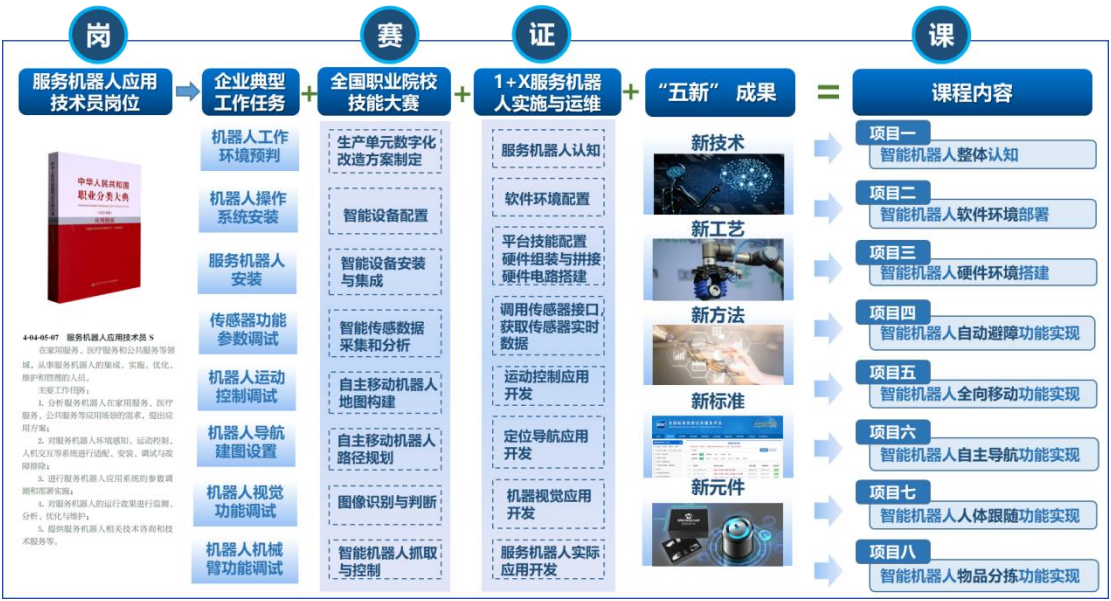 岗
赛
证
课
服务机器人应用
技术员岗位
企业典型
工作任务
+
全国职业院校
技能大赛
+
1+X服务机器
人实施与运维
+
“五新” 成果
=
课程内容
中华人民共和国
职业分类大典
4-04-05-07 服务机器人应用技术员 S
在家用服务、医疗服务和公共服务等领
域，从事服务机器人的集成、实施、优化、
维护和管理的人员。
主要工作任务：
1. 分析服务机器人在家用服务、医疗
服务、公共服务等应用场景的需求，提出应
用方案；
2. 对服务机器人环境感知、运动控制、
人机交互等系统进行适配、安装、调试与故
障排除；
3. 进行服务机器人应用系统的参数调
测和部署实施；
4. 对服务机器人的运行效果进行监测、
分析、优化与维护；
5. 提供服务机器人相关技术咨询和技
术服务等。
机器人工作
环境预判
机器人操作
系统安装
服务机器人
安装
传感器功能
参数调试
机器人运动
控制调试
机器人导航
建图设置
机器人视觉
功能调试
机器人机械
臂功能调试
生产单元数字化
改造方案制定
智能设备配置
智能设备安装
与集成
智能传感数据
采集和分析
自主移动机器人
地图构建
自主移动机器人
路径规划
图像识别与判断
智能机器人抓取
与控制
服务机器人认知
软件环境配置
平台技能配置
硬件组装与拼接
硬件电路搭建
调用传感器接口，
获取传感器实时
数据
运动控制应用
开发
定位导航应用
开发
机器视觉应用
开发
服务机器人实际
应用开发
新技术
新工艺
新方法
新标准
新元件
项目一
智能机器人整体认知
项目二
智能机器人软件环境部署
项目三
智能机器人硬件环境搭建
项目四
智能机器人自动避障功能实现
项目五
智能机器人全向移动功能实现
项目六
智能机器人自主导航功能实现
项目七
智能机器人人体跟随功能实现
项目八
智能机器人物品分拣功能实现